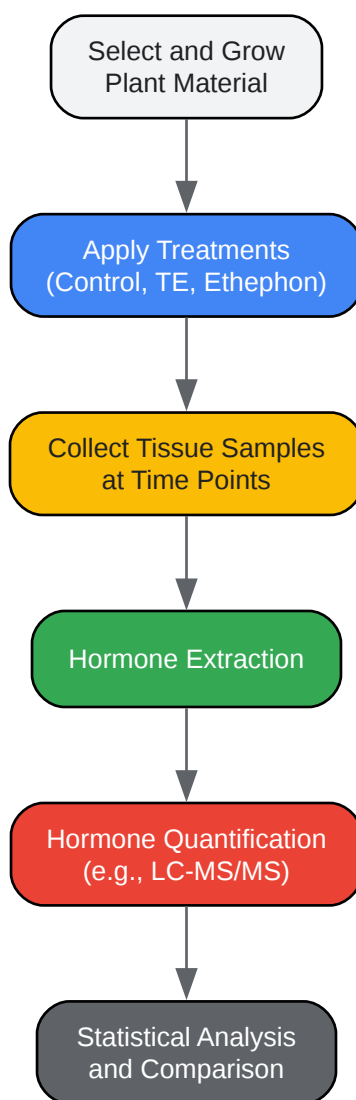 Select and Grow
Plant Material
Apply Treatments
(Control, TE, Ethephon)
Collect Tissue Samples
at Time Points
Hormone Extraction
Hormone Quantification
(e.g., LC-MS/MS)
Statistical Analysis
and Comparison